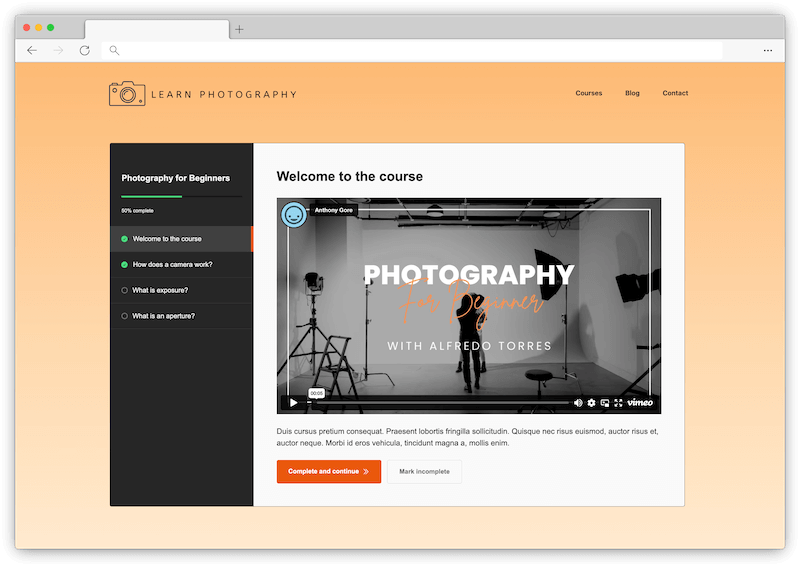 LEARN PHOTOGRAPHY
Courses
Blog
Contact
Photography for Beginners
50% complete
Welcome to the course
How does a camera work?
What is exposure?
What is an aperture?
Welcome to the course
Anthony Gore
PHOTOGRAPHY
For Beginner
WITH ALFREDO TORRES
00:05
vimeo
Duis cursus pretium consequat. Praesent lobortis fringilla sollicitudin. Quisque nec risus euismod, auctor risus et,
auctor neque. Morbi id eros vehicula, tincidunt magna a, mollis enim.
Complete and continue
Mark incomplete